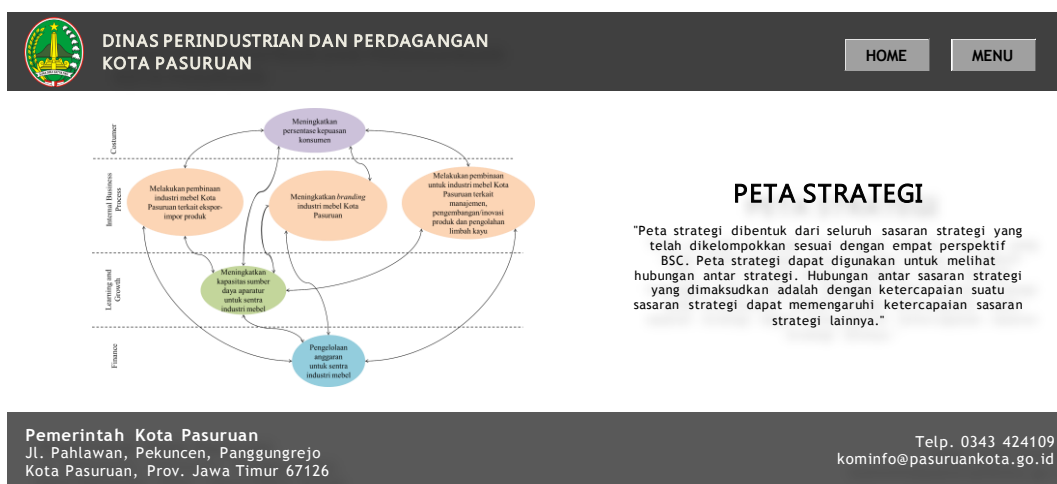 DINAS PERINDUSTRIAN DAN PERDAGANGAN
KOTA PASURUAN
HOME
MENU
Costumer
Meningkatkan
persentase kepuasan
konsumen
Internal Business
Process
Melakukan pembinaan
industri mebel Kota
Pasuruan terkait ekspor-
impor produk
Meningkatkan branding
industri mebel Kota
Pasuruan
Melakukan pembinaan
untuk industri mebel Kota
Pasuruan terkait
manajemen,
pengembangan/inovasi
produk dan pengolahan
limbah kayu
Learning and
Growth
Meningkatkan
kapasitas sumber
daya aparatur
untuk sentra
industri mebel
Finance
Pengelolaan
anggaran
untuk sentra
industri mebel
PETA STRATEGI
"Peta strategi dibentuk dari seluruh sasaran strategi yang
telah dikelompokkan sesuai dengan empat perspektif
BSC. Peta strategi dapat digunakan untuk melihat
hubungan antar strategi. Hubungan antar sasaran strategi
yang dimaksudkan adalah dengan ketercapaian suatu
sasaran strategi dapat memengaruhi ketercapaian sasaran
strategi lainnya."
Pemerintah Kota Pasuruan
Jl. Pahlawan, Pekuncen, Panggungrejo
Kota Pasuruan, Prov. Jawa Timur 67126
Telp. 0343 424109
kominfo@pasuruankota.go.id